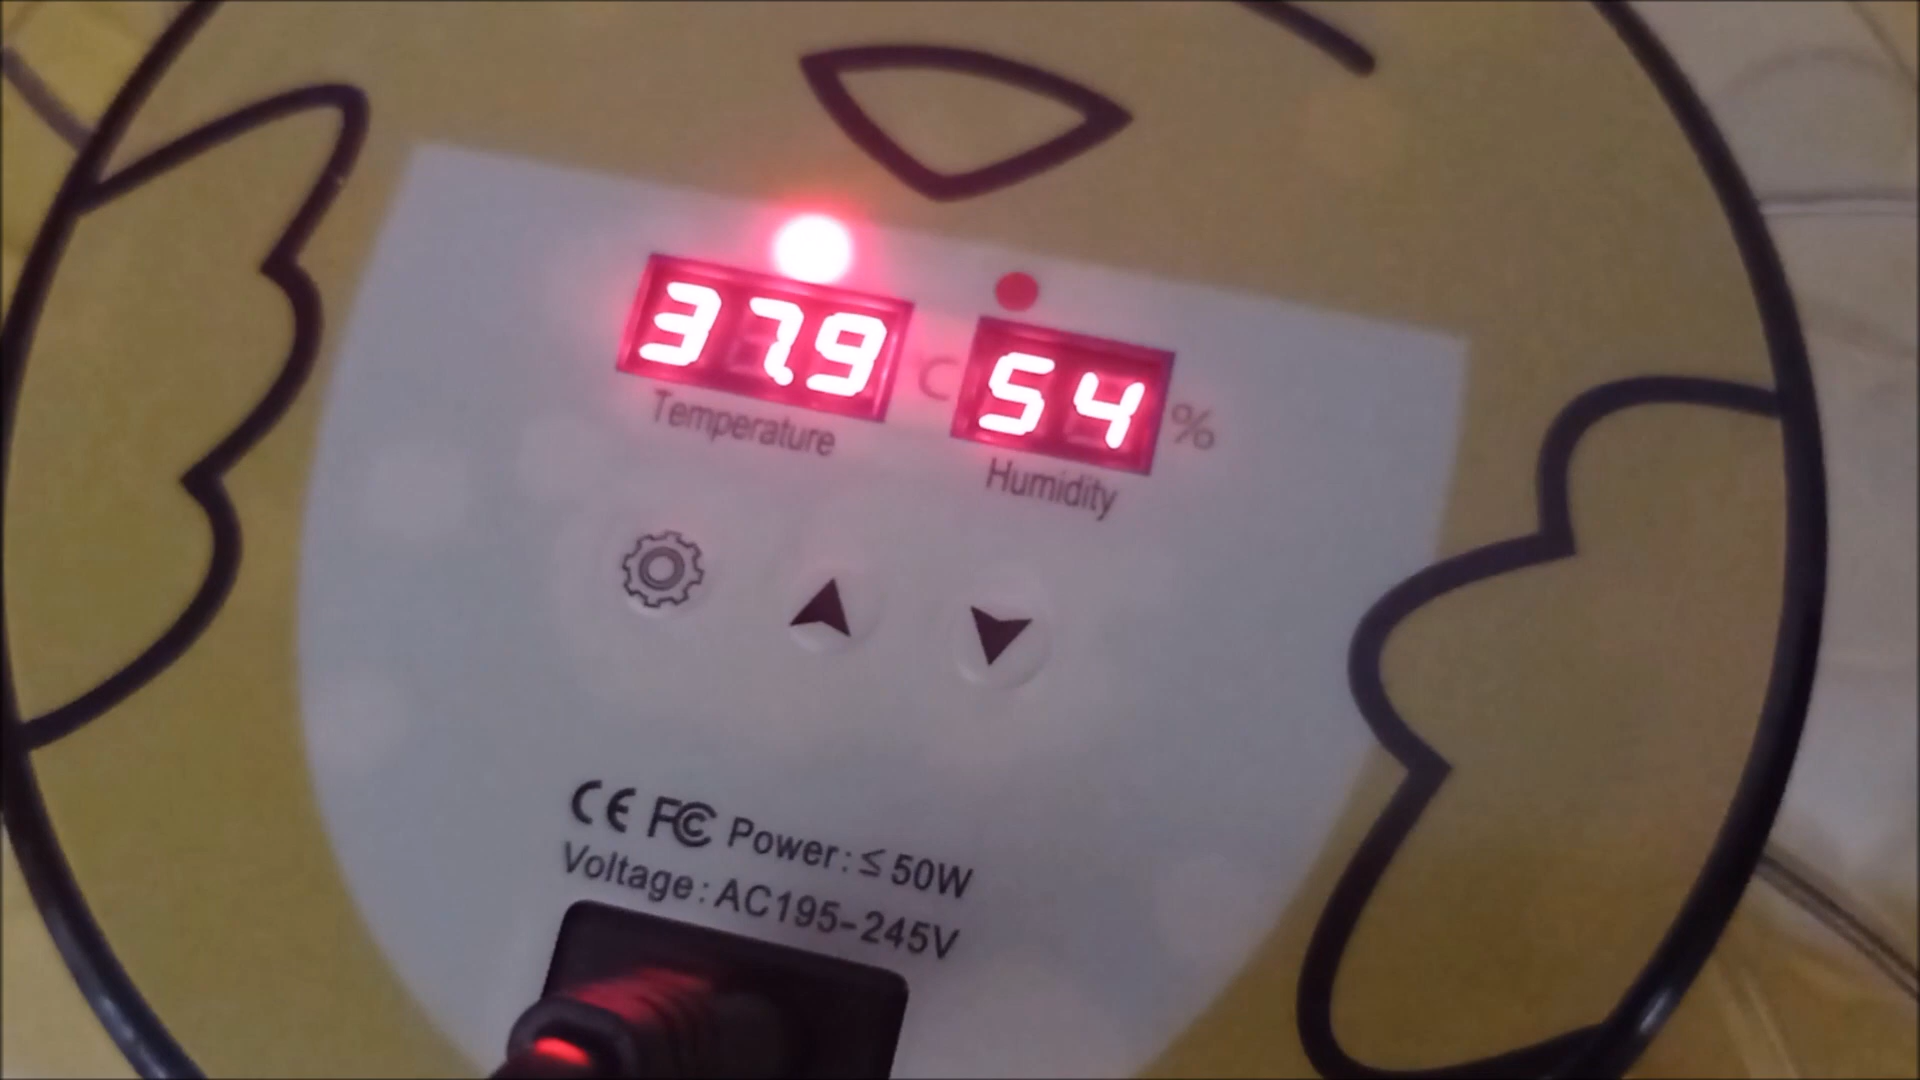 37.9 C 54 %
Temperature Humidity
CE FC Power: ≤ 50W
Voltage: AC195-245V